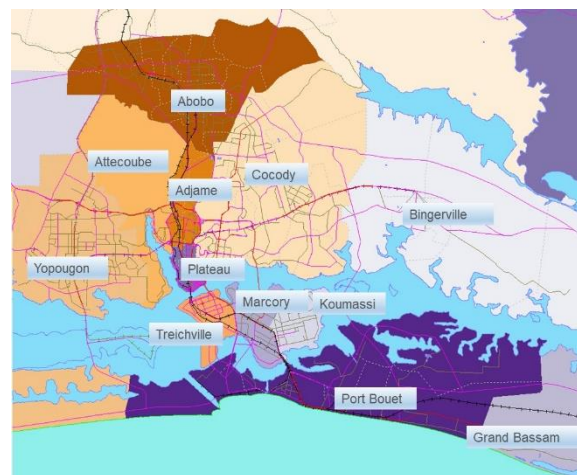 Abobo
Attecoube
Cocody
Adjame
Bingerville
Yopougon
Plateau
Marcory
Koumassi
Treichville
Port Bouet
Grand Bassam